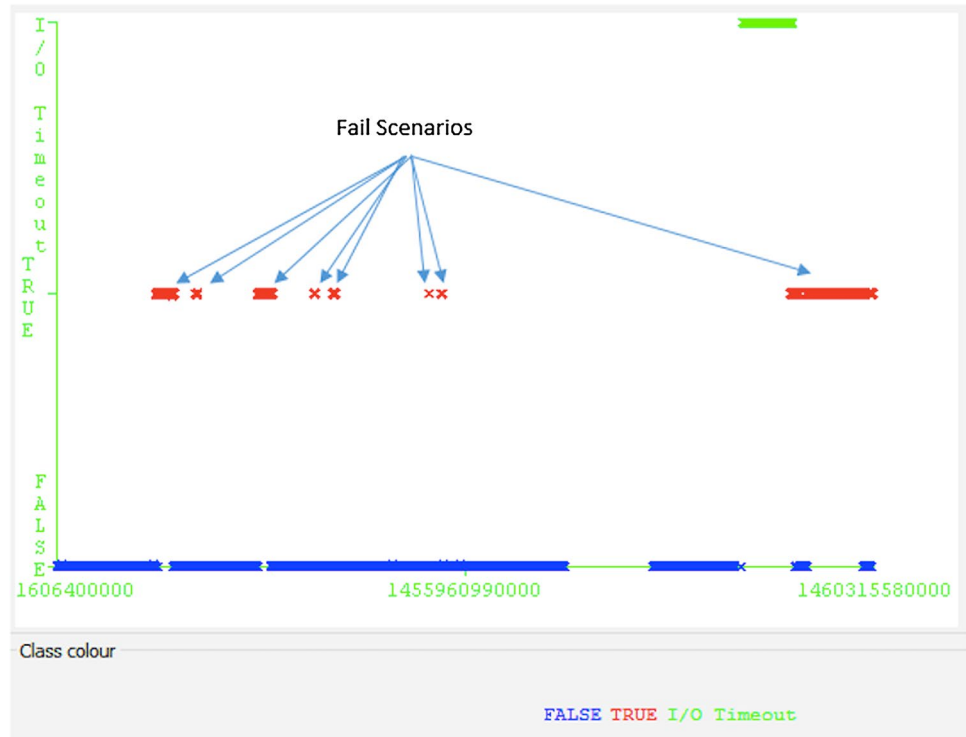 I/O Timeout
Fail Scenarios
TRUE
FALSE
1606400000
1455960990000
1460315580000
Class colour
FALSE TRUE I/O Timeout